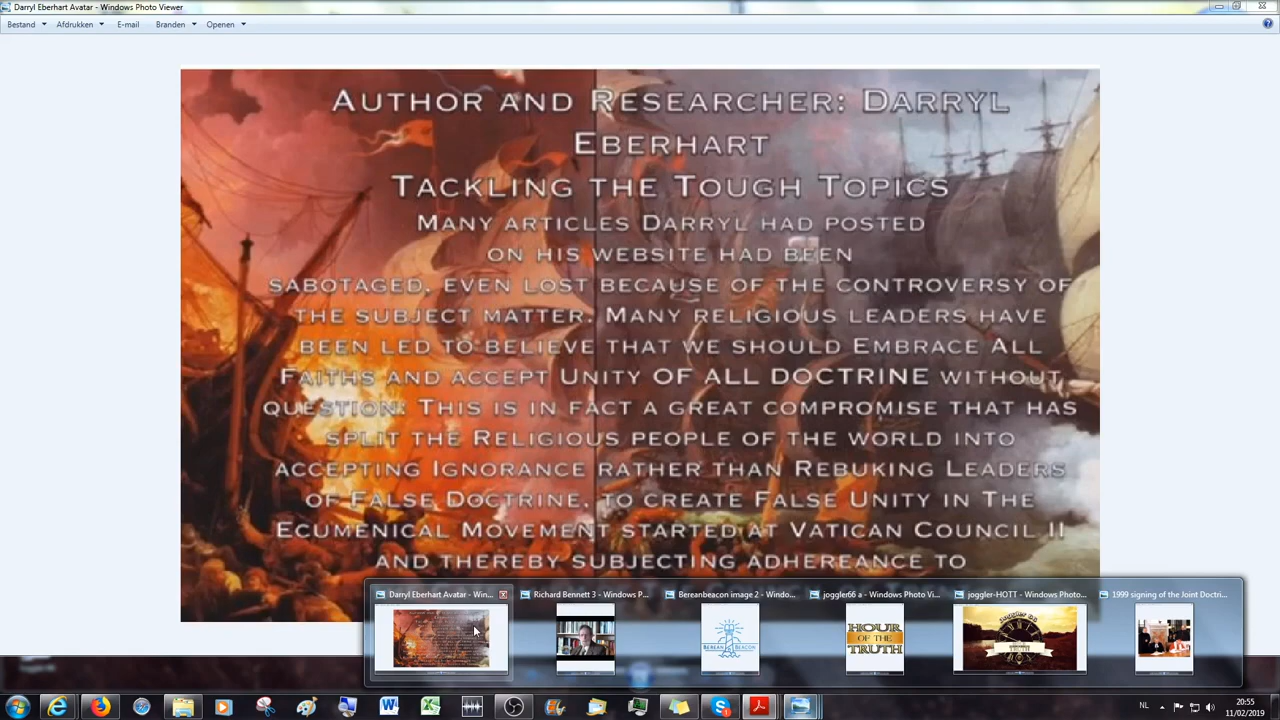 Darryl Eberhart Avatar - Windows Photo Viewer
Bestand Afdrukken E-mail Branden Openen
AUTHOR AND RESEARCHER: DARRYL
EBERHART
TACKLING THE TOUGH TOPICS
MANY ARTICLES DARRYL HAD POSTED
ON HIS WEBSITE HAD BEEN
SABOTAGED, EVEN LOST BECAUSE OF THE CONTROVERSY OF
THE SUBJECT MATTER. MANY RELIGIOUS LEADERS HAVE
BEEN LED TO BELIEVE THAT WE SHOULD EMBRACE ALL
FAITHS AND ACCEPT UNITY OF ALL DOCTRINE WITHOUT
QUESTION: THIS IS IN FACT A GREAT COMPROMISE THAT HAS
SPLIT THE RELIGIOUS PEOPLE OF THE WORLD INTO
ACCEPTING IGNORANCE RATHER THAN REBUKING LEADERS
OF FALSE DOCTRINE, TO CREATE FALSE UNITY IN THE
ECUMENICAL MOVEMENT STARTED AT VATICAN COUNCIL II
AND THEREBY SUBJECTING ADHEREANCE TO
Darryl Eberhart Avatar - Win... Richard Bennett 3 - Windows P... Bereanbeacon image 2 - Windo... joggler66 a - Windows Photo Vi... joggler-HOTT - Windows Photo... 1999 signing of the Joint Doctri...
BEREAN BEACON
HOUR
OF THE
TRUTH
NL 20:55
11/02/2019